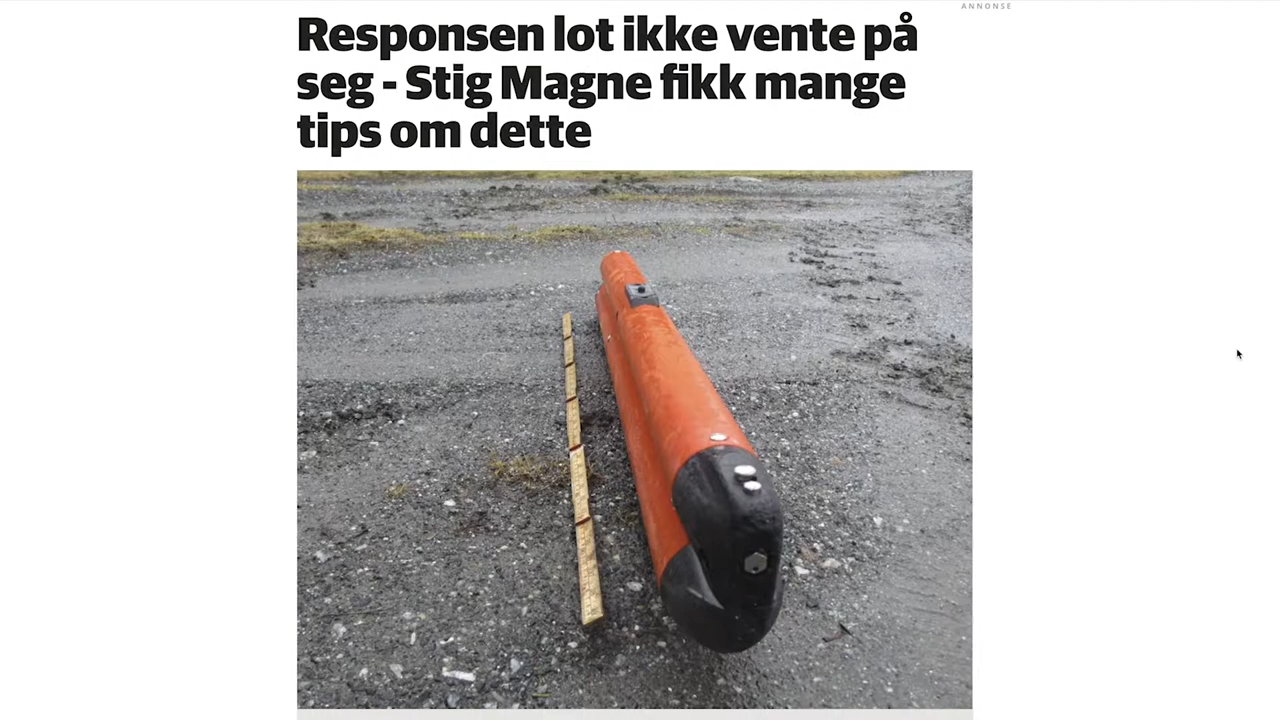 ANNONSE
Responsen lot ikke vente på
seg - Stig Magne fikk mange
tips om dette